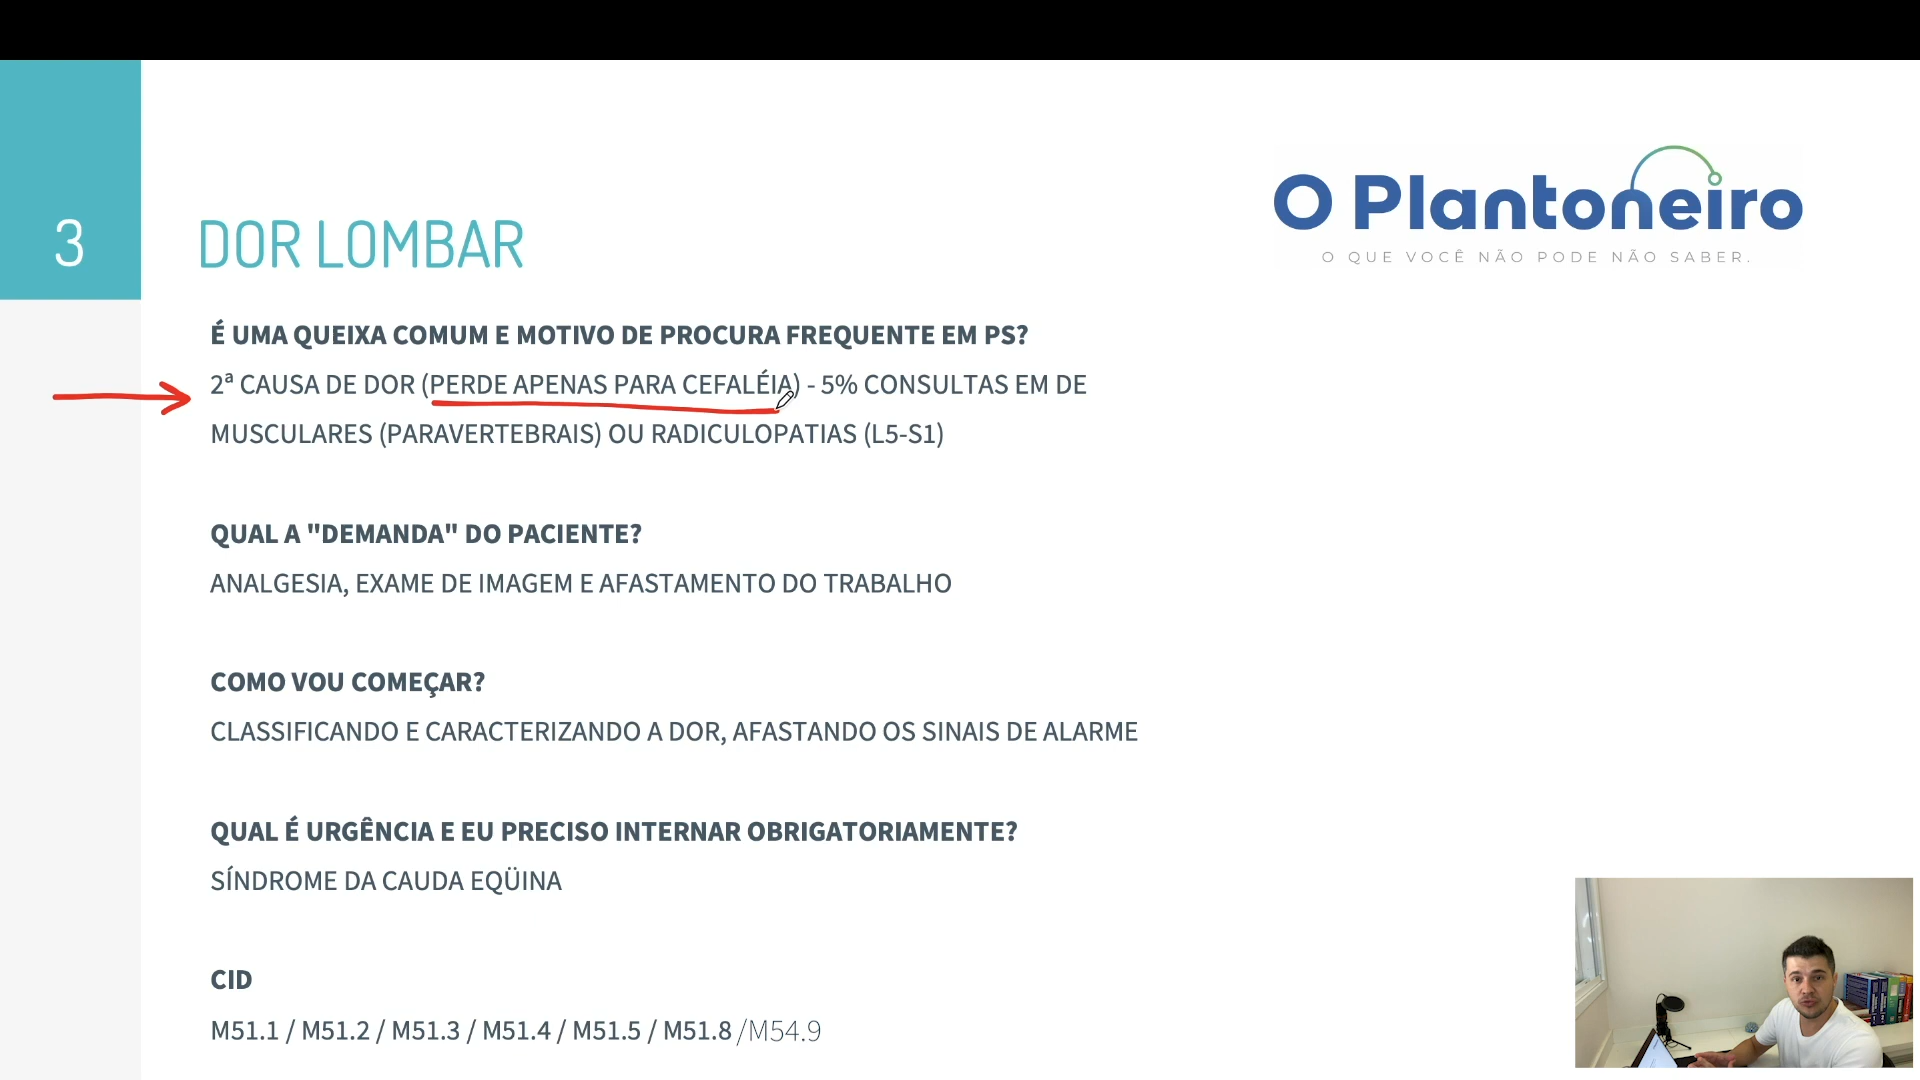 3
DOR LOMBAR
O Plantoneiro
O QUE VOCÊ NÃO PODE NÃO SABER.
É UMA QUEIXA COMUM E MOTIVO DE PROCURA FREQUENTE EM PS?
2ª CAUSA DE DOR (PERDE APENAS PARA CEFALÉIA) - 5% CONSULTAS EM DE
MUSCULARES (PARAVERTEBRAIS) OU RADICULOPATIAS (L5-S1)
QUAL A "DEMANDA" DO PACIENTE?
ANALGESIA, EXAME DE IMAGEM E AFASTAMENTO DO TRABALHO
COMO VOU COMEÇAR?
CLASSIFICANDO E CARACTERIZANDO A DOR, AFASTANDO OS SINAIS DE ALARME
QUAL É URGÊNCIA E EU PRECISO INTERNAR OBRIGATORIAMENTE?
SÍNDROME DA CAUDA EQÜINA
CID
M51.1 / M51.2 / M51.3 / M51.4 / M51.5 / M51.8 /M54.9